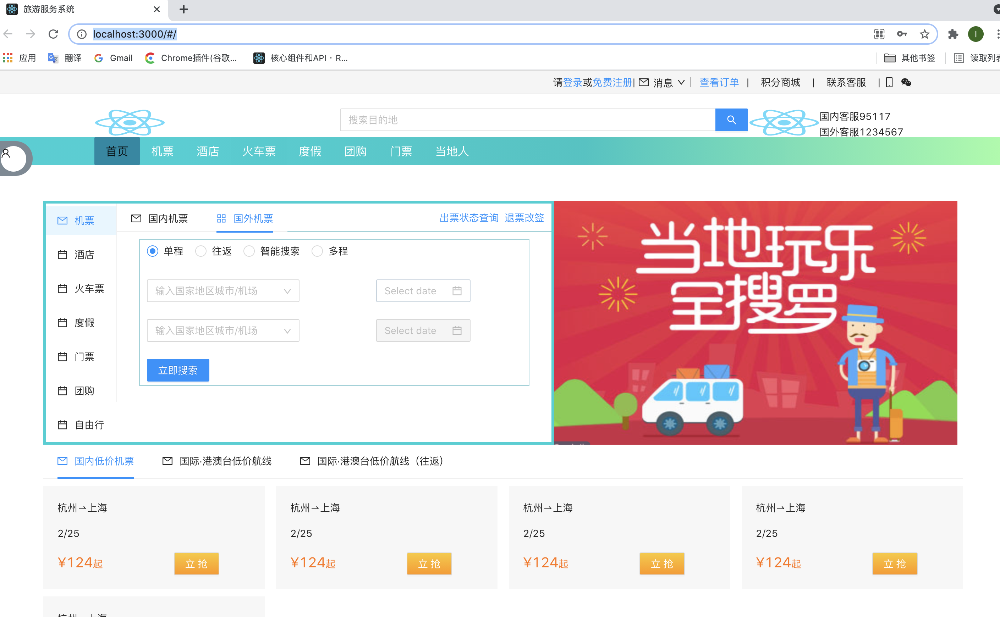 旅游服务系统
localhost:3000/#/
I
应用 翻译 Gmail Chrome插件(谷歌... 核心组件和API · R... 其他书签 读取列表
请登录或免费注册| 消息 | 查看订单 | 积分商城 | 联系客服 |
搜索目的地
国内客服95117
国外客服1234567
首页 机票 酒店 火车票 度假 团购 门票 当地人
机票
酒店
火车票
度假
门票
团购
自由行
国内机票 国外机票 出票状态查询 退票改签
单程 往返 智能搜索 多程
输入国家地区城市/机场 Select date
输入国家地区城市/机场 Select date
立即搜索
当地玩乐
全搜罗
国内低价机票 国际·港澳台低价航线 国际·港澳台低价航线（往返）
杭州⇀上海 杭州⇀上海 杭州⇀上海 杭州⇀上海
2/25 2/25 2/25 2/25
¥124起 立 抢 ¥124起 立 抢 ¥124起 立 抢 ¥124起 立 抢
杭州⇀上海